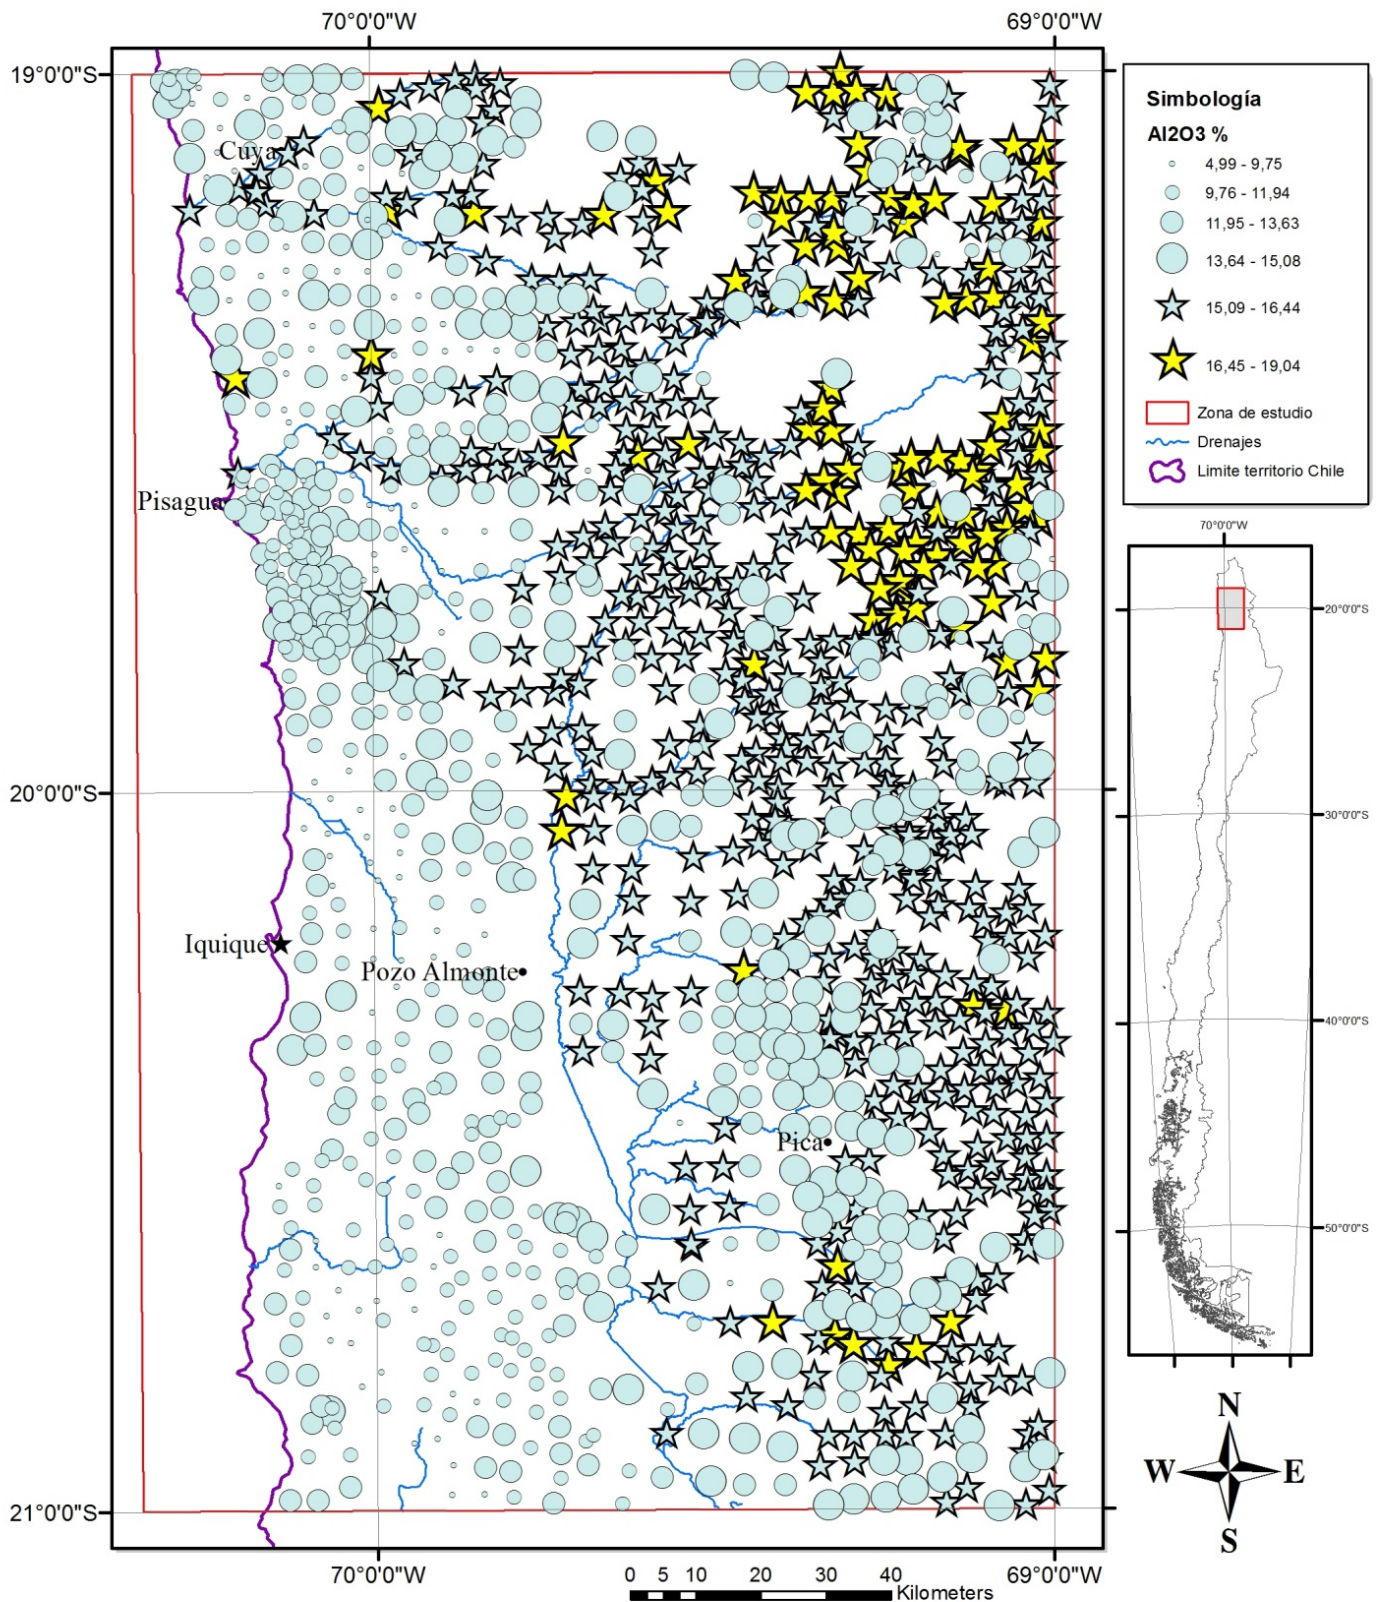 70°0'0"W
69°0'0"W
19°0'0"S
Cuya
Pisagua
20°0'0"S
Iquique
Pozo Almonte
Pica
21°0'0"S
70°0'0"W
69°0'0"W
0 5 10 20 30 40
Kilometers
Simbología
Al2O3 %
4,99 - 9,75
9,76 - 11,94
11,95 - 13,63
13,64 - 15,08
15,09 - 16,44
16,45 - 19,04
Zona de estudio
Drenajes
Limite territorio Chile
70°0'0"W
20°0'0"S
30°0'0"S
40°0'0"S
50°0'0"S
N
W
E
S